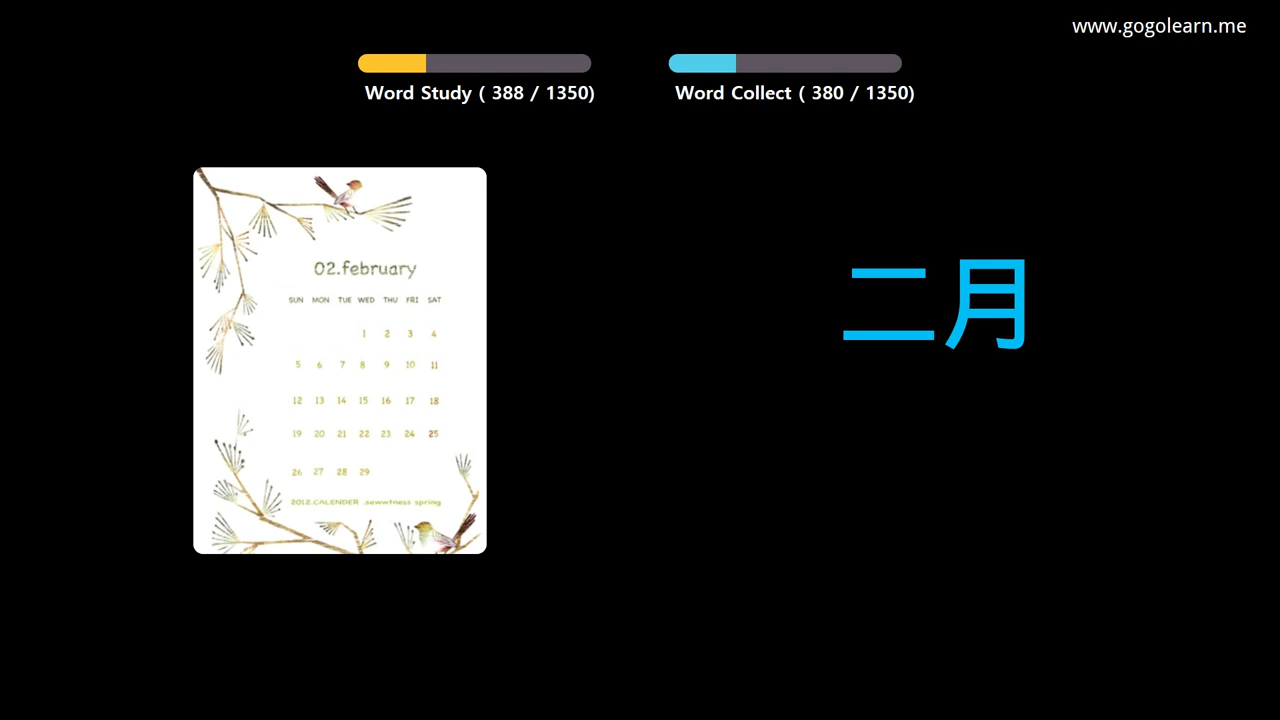 www.gogolearn.me
Word Study ( 388 / 1350)
Word Collect ( 380 / 1350)
02.february
SUN MON TUE WED THU FRI SAT
1 2 3 4
5 6 7 8 9 10 11
12 13 14 15 16 17 18
19 20 21 22 23 24 25
26 27 28 29
2012.CALENDER .sewwtness spring
二月